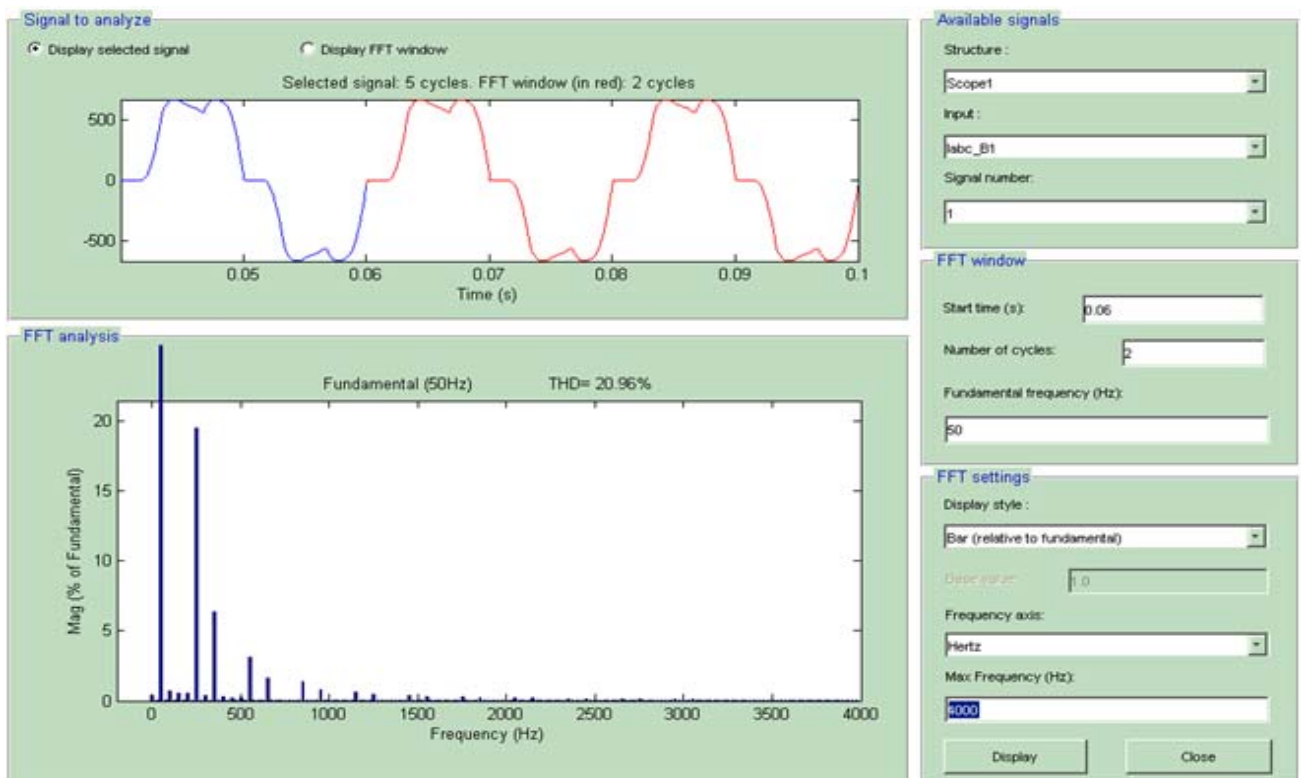 Signal to analyze
Display selected signal
Display FFT window
Selected signal: 5 cycles. FFT window (in red): 2 cycles
500
0
-500
0.05
0.06
0.07
0.08
0.09
0.1
Time (s)
FFT analysis
Fundamental (50Hz)
THD= 20.96%
Mag (% of Fundamental)
20
15
10
5
0
0
500
1000
1500
2000
2500
3000
3500
4000
Frequency (Hz)
Available signals
Structure :
Scope1
Input :
Iabc_B1
Signal number:
1
FFT window
Start time (s):
0.06
Number of cycles:
2
Fundamental frequency (Hz):
50
FFT settings
Display style :
Bar (relative to fundamental)
Base value:
1.0
Frequency axis:
Hertz
Max Frequency (Hz):
4000
Display
Close